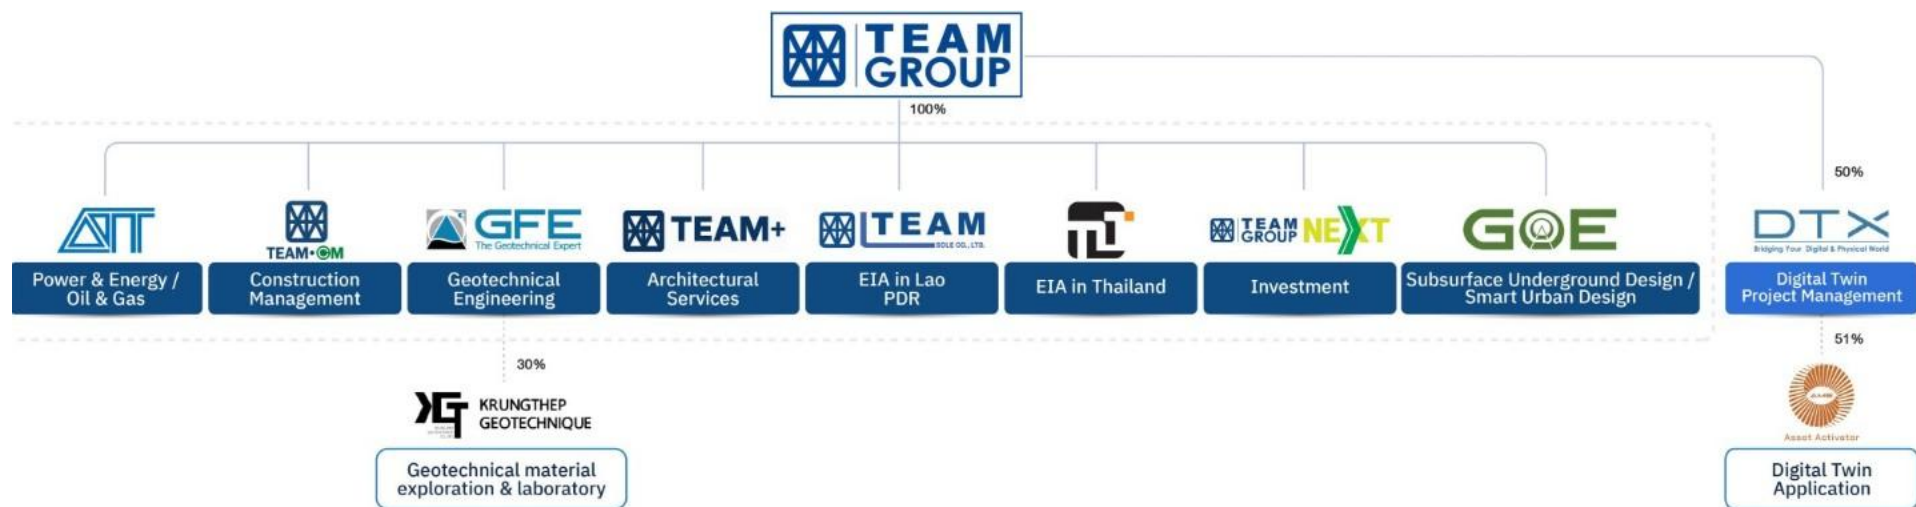 TEAM
GROUP
100%
50%
ATT
TEAM•CM
GFE
The Geotechnical Expert
TEAM+
TEAM
SOLE CO., LTD.
TEAM
GROUP
NEXT
GOE
DTX
Bridging Your Digital & Physical World
Power & Energy /
Oil & Gas
Construction
Management
Geotechnical
Engineering
Architectural
Services
EIA in Lao
PDR
EIA in Thailand
Investment
Subsurface Underground Design /
Smart Urban Design
Digital Twin
Project Management
30%
51%
KGT
KRUNGTHEP
GEOTECHNIQUE
Asset Activator
Geotechnical material
exploration & laboratory
Digital Twin
Application